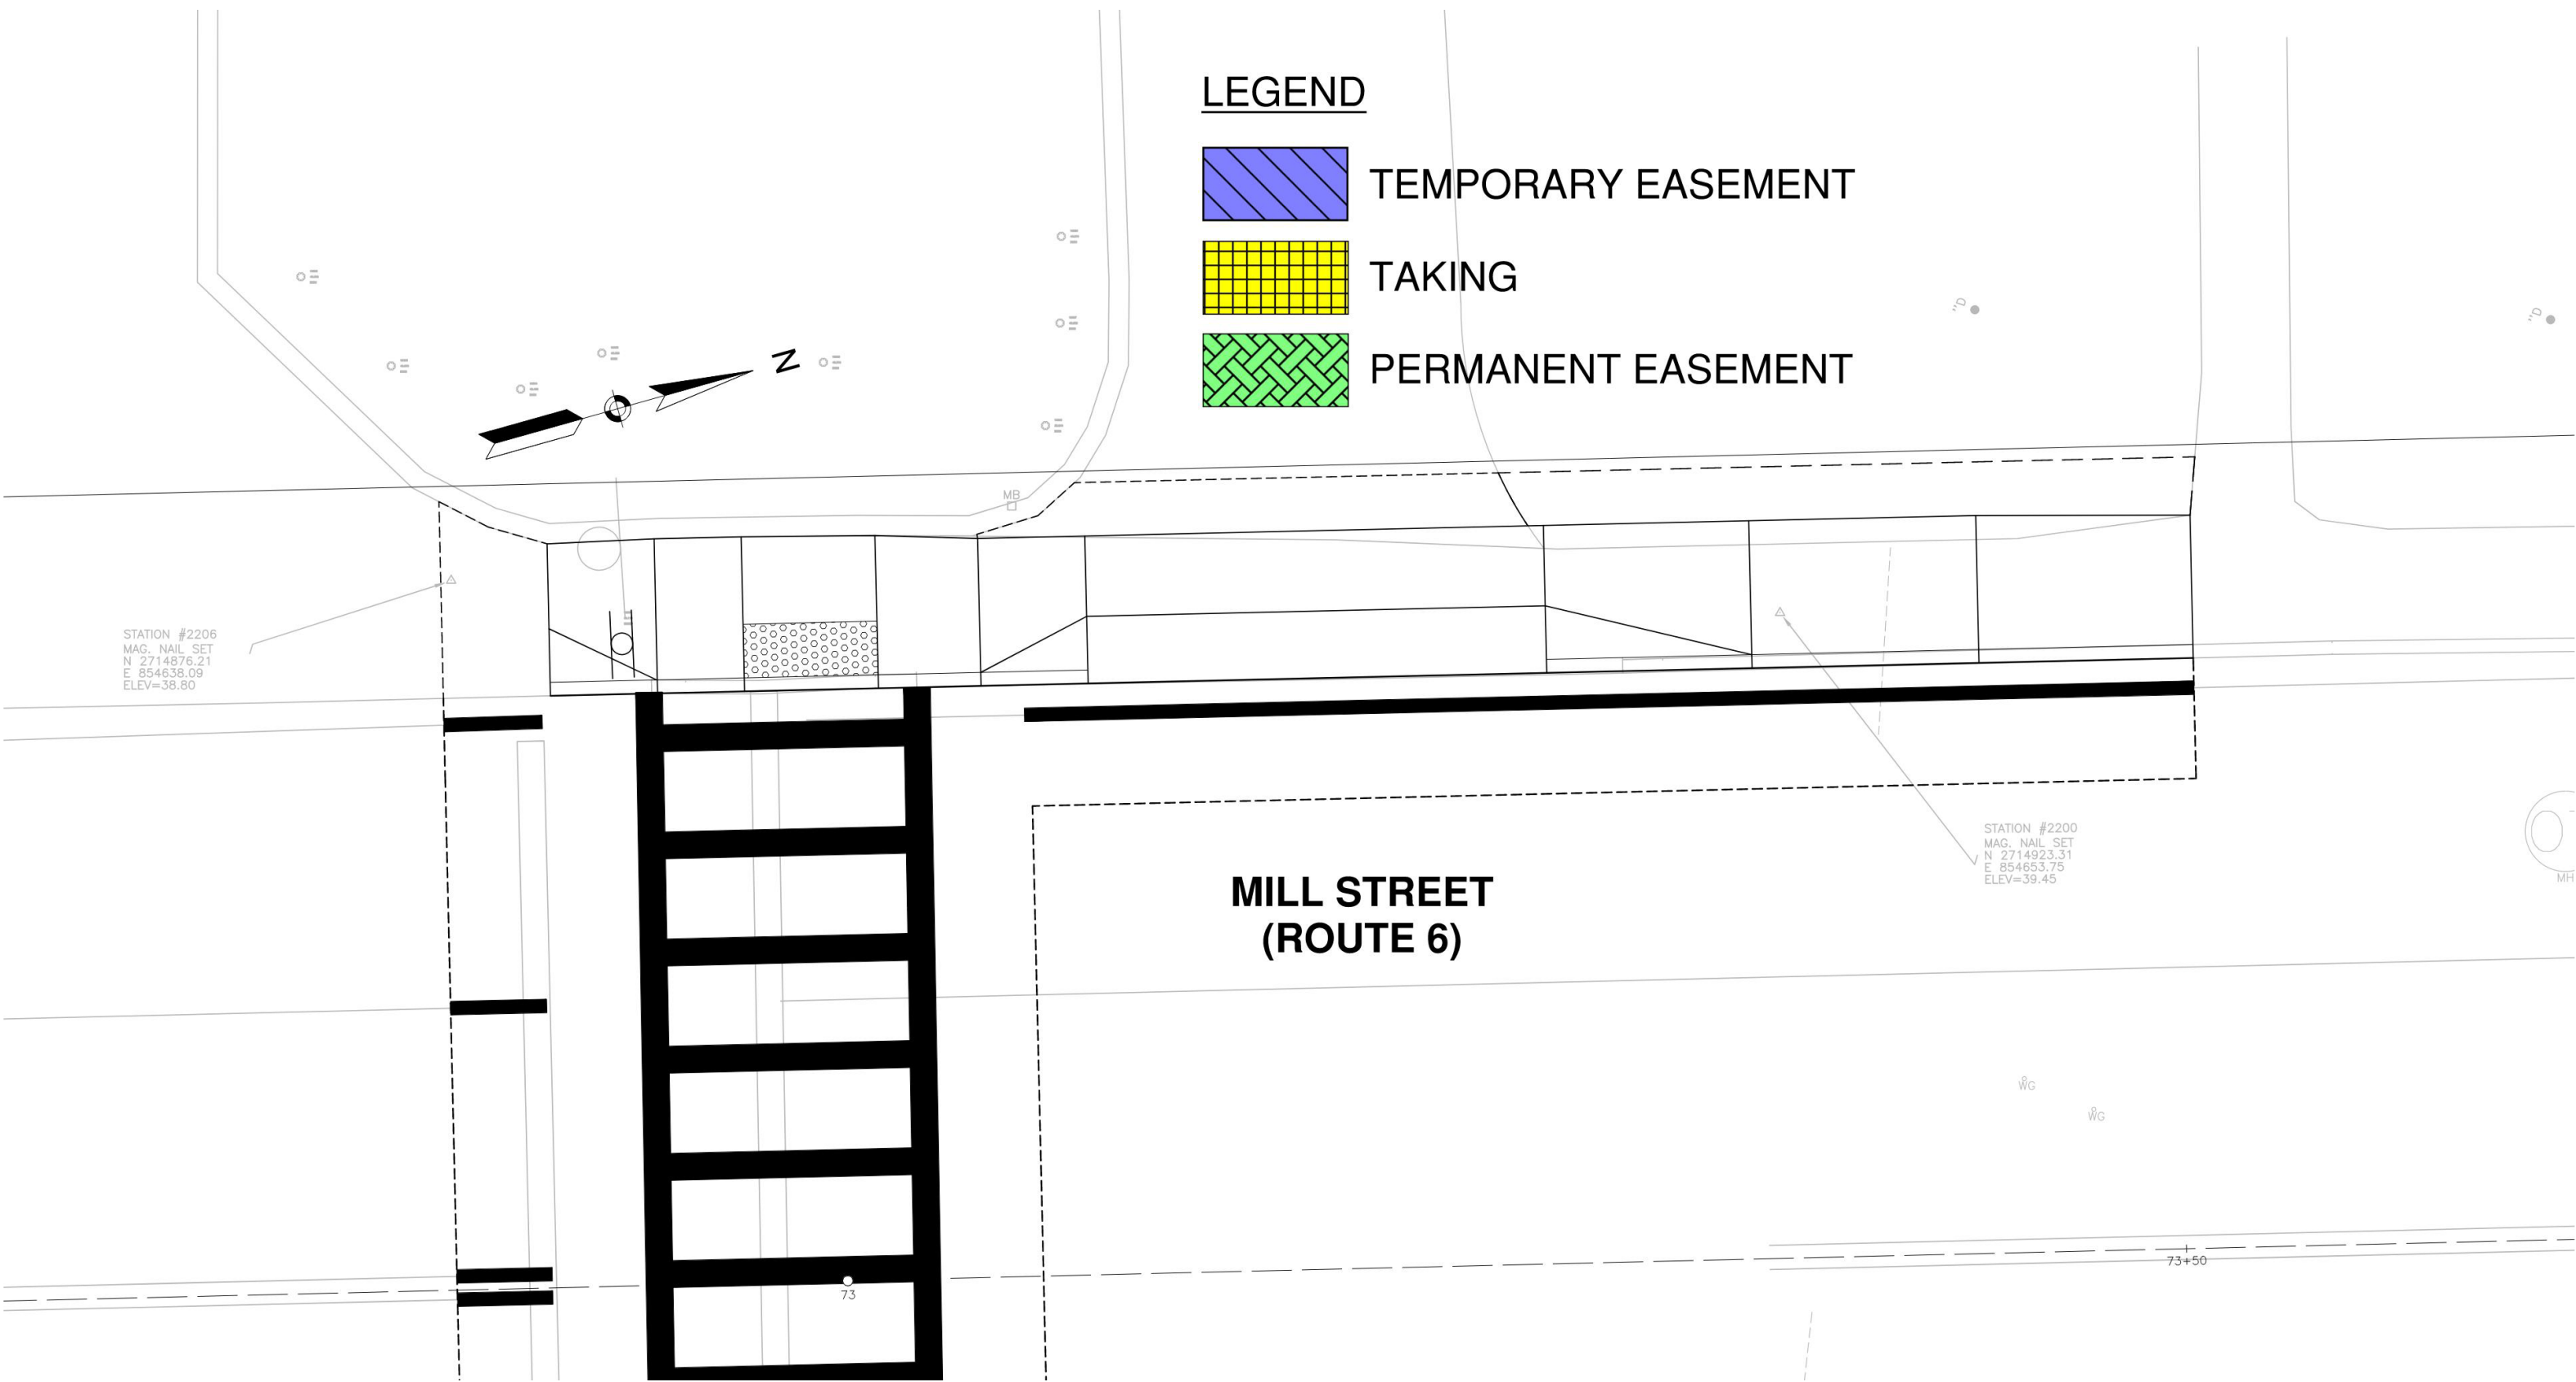 LEGEND
TEMPORARY EASEMENT
TAKING
PERMANENT EASEMENT
"D
"D
N
MB
STATION #2206
MAG. NAIL SET
N 2714876.21
E 854638.09
ELEV=38.80
STATION #2200
MAG. NAIL SET
N 2714923.31
E 854653.75
ELEV=39.45
MH
MILL STREET
(ROUTE 6)
WG
WG
73+50
73